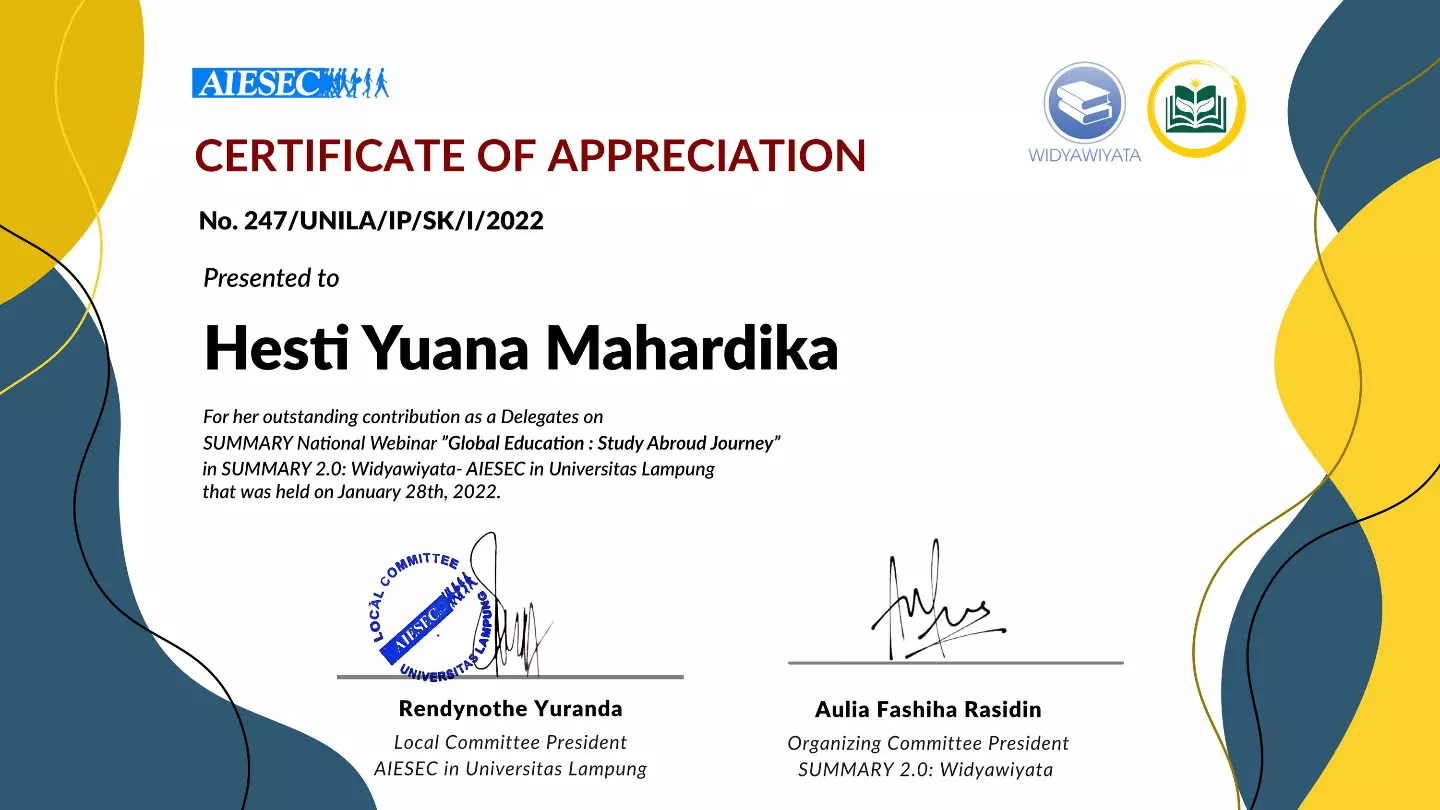 AIESEC
WIDYAWIYATA
CERTIFICATE OF APPRECIATION
No. 247/UNILA/IP/SK/I/2022
Presented to
Hesti Yuana Mahardika
For her outstanding contribution as a Delegates on
SUMMARY National Webinar ”Global Education : Study Abroud Journey”
in SUMMARY 2.0: Widyawiyata- AIESEC in Universitas Lampung
that was held on January 28th, 2022.
LOCAL COMMITTEE
AIESEC
UNIVERSITAS LAMPUNG
Rendynothe Yuranda
Local Committee President
AIESEC in Universitas Lampung
Aulia Fashiha Rasidin
Organizing Committee President
SUMMARY 2.0: Widyawiyata